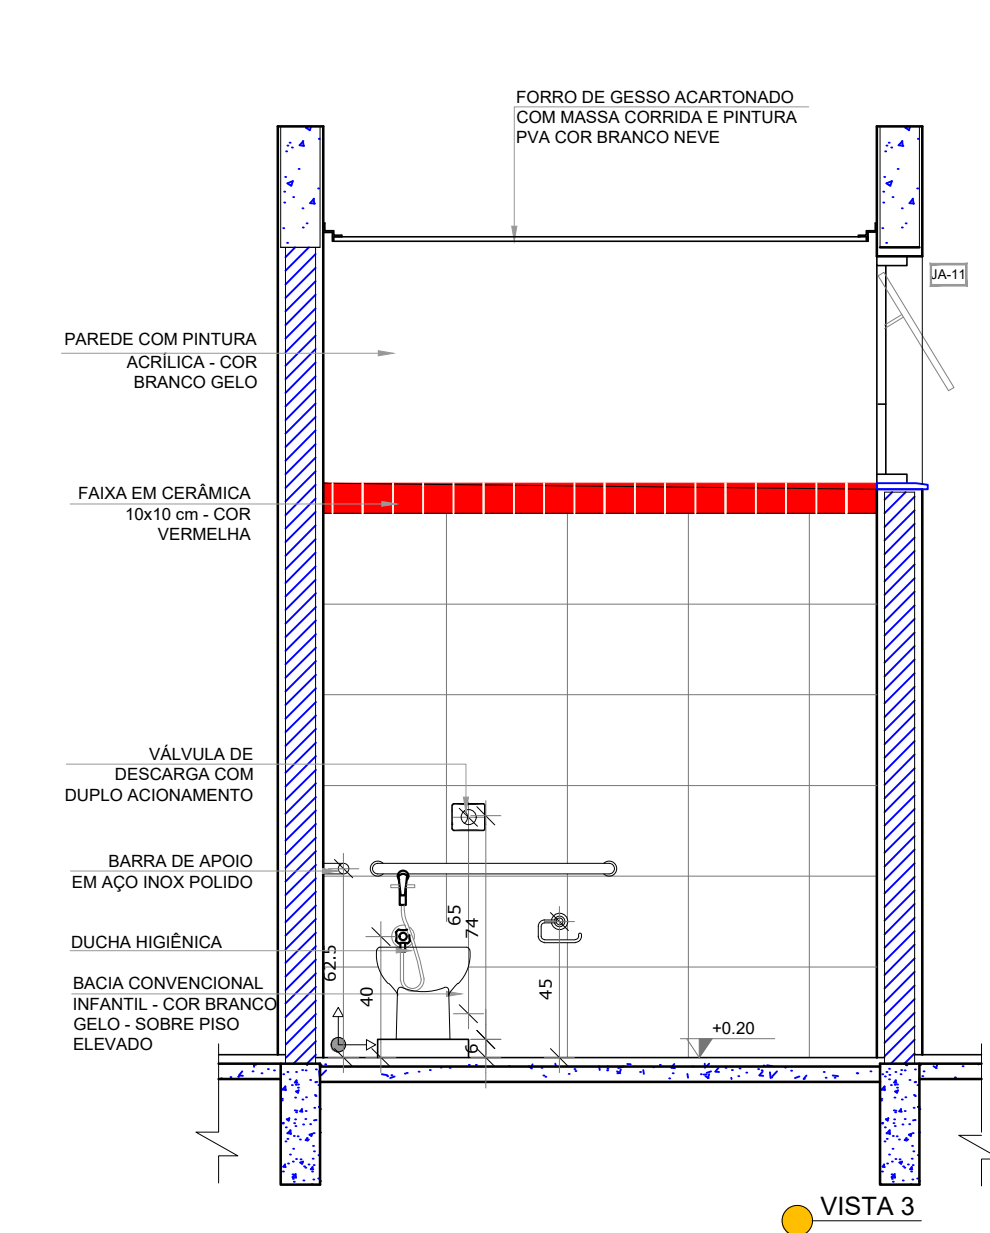 FORRO DE GESSO ACARTONADO
COM MASSA CORRIDA E PINTURA
PVA COR BRANCO NEVE
JA-11
PAREDE COM PINTURA
ACRÍLICA - COR
BRANCO GELO
FAIXA EM CERÂMICA
10x10 cm - COR
VERMELHA
VÁLVULA DE
DESCARGA COM
DUPLO ACIONAMENTO
BARRA DE APOIO
EM AÇO INOX POLIDO
DUCHA HIGIÊNICA
BACIA CONVENCIONAL
INFANTIL - COR BRANCO
GELO - SOBRE PISO
ELEVADO
62.5
40
65
74
6
45
+0.20
VISTA 3